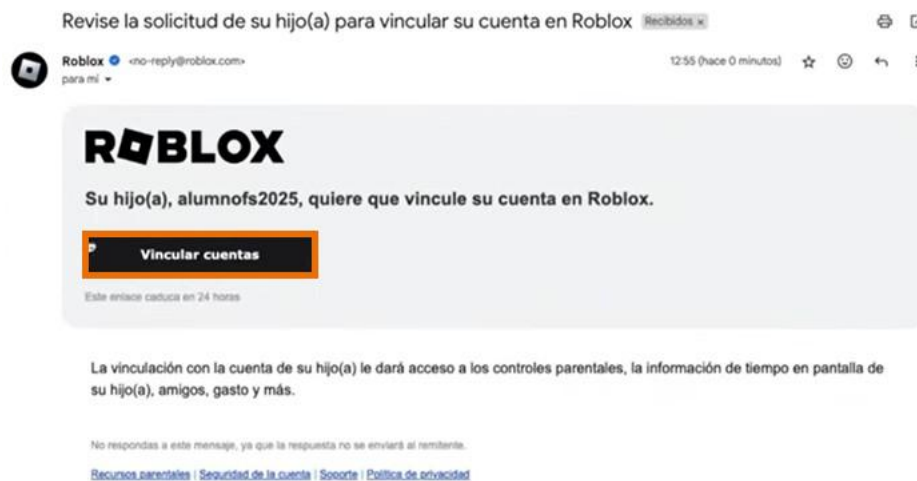 Revise la solicitud de su hijo(a) para vincular su cuenta en Roblox Recibidos x
Roblox <no-reply@roblox.com> 12:55 (hace 0 minutos)
para mí
ROBLOX
Su hijo(a), alumnofs2025, quiere que vincule su cuenta en Roblox.
Vincular cuentas
Este enlace caduca en 24 horas
La vinculación con la cuenta de su hijo(a) le dará acceso a los controles parentales, la información de tiempo en pantalla de
su hijo(a), amigos, gasto y más.
No respondas a este mensaje, ya que la respuesta no se enviará al remitente.
Recursos parentales | Seguridad de la cuenta | Soporte | Política de privacidad